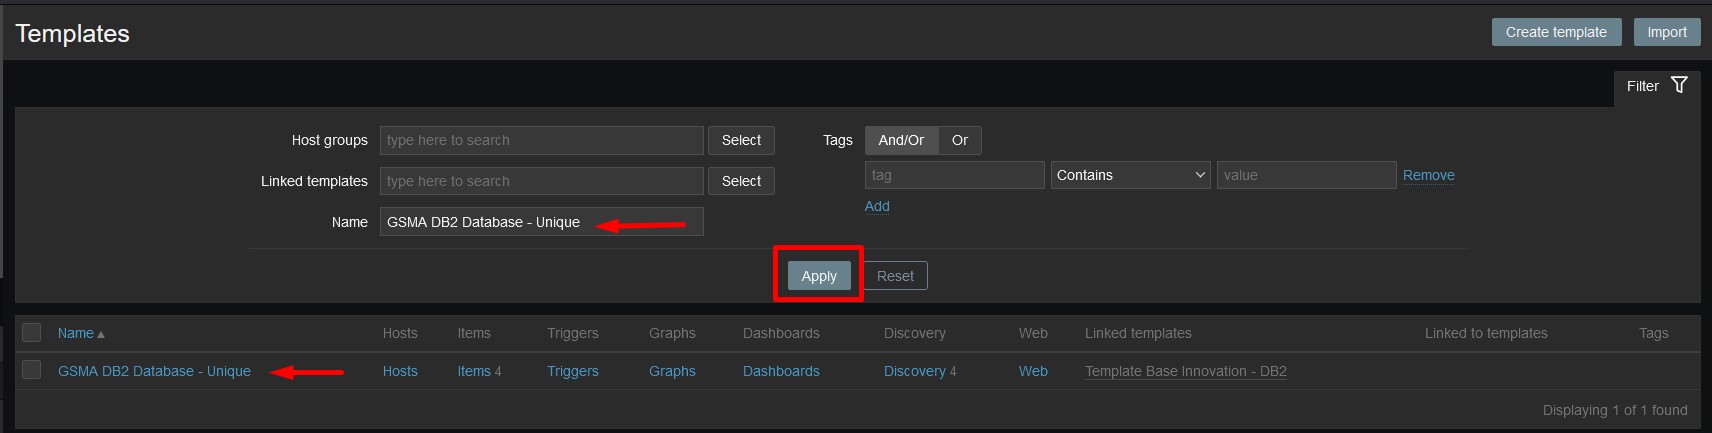 Templates
Create template Import
Filter
Host groups type here to search Select Tags And/Or Or
Linked templates type here to search Select tag Contains value Remove
Add
Name GSMA DB2 Database - Unique
Apply Reset
Name Hosts Items Triggers Graphs Dashboards Discovery Web Linked templates Linked to templates Tags
GSMA DB2 Database - Unique Hosts Items 4 Triggers Graphs Dashboards Discovery 4 Web Template Base Innovation - DB2
Displaying 1 of 1 found